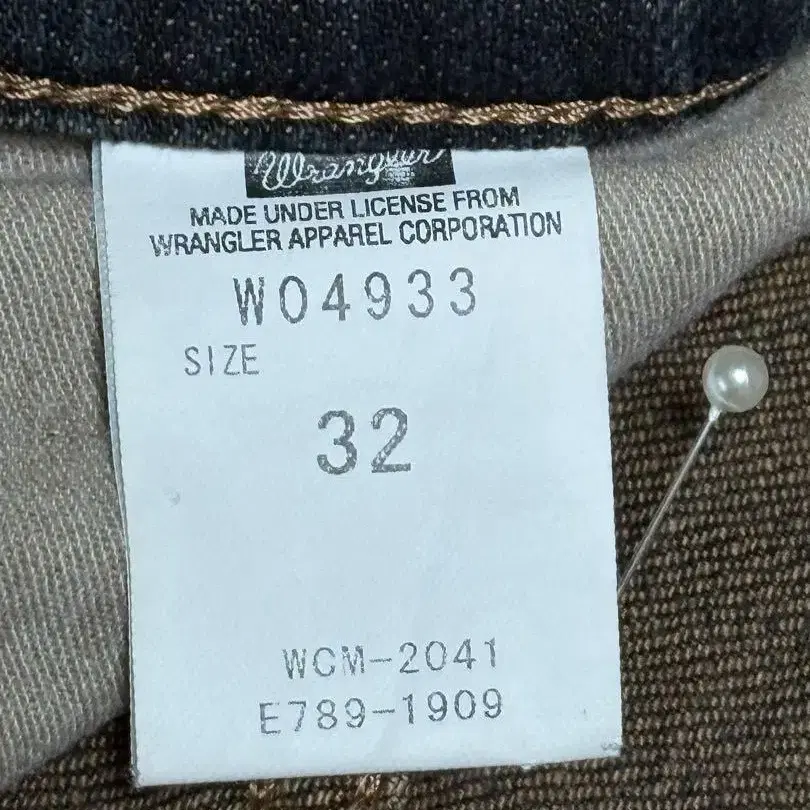 Wrangler
MADE UNDER LICENSE FROM
WRANGLER APPAREL CORPORATION
W04933
SIZE
32
WCM-2041
E789-1909